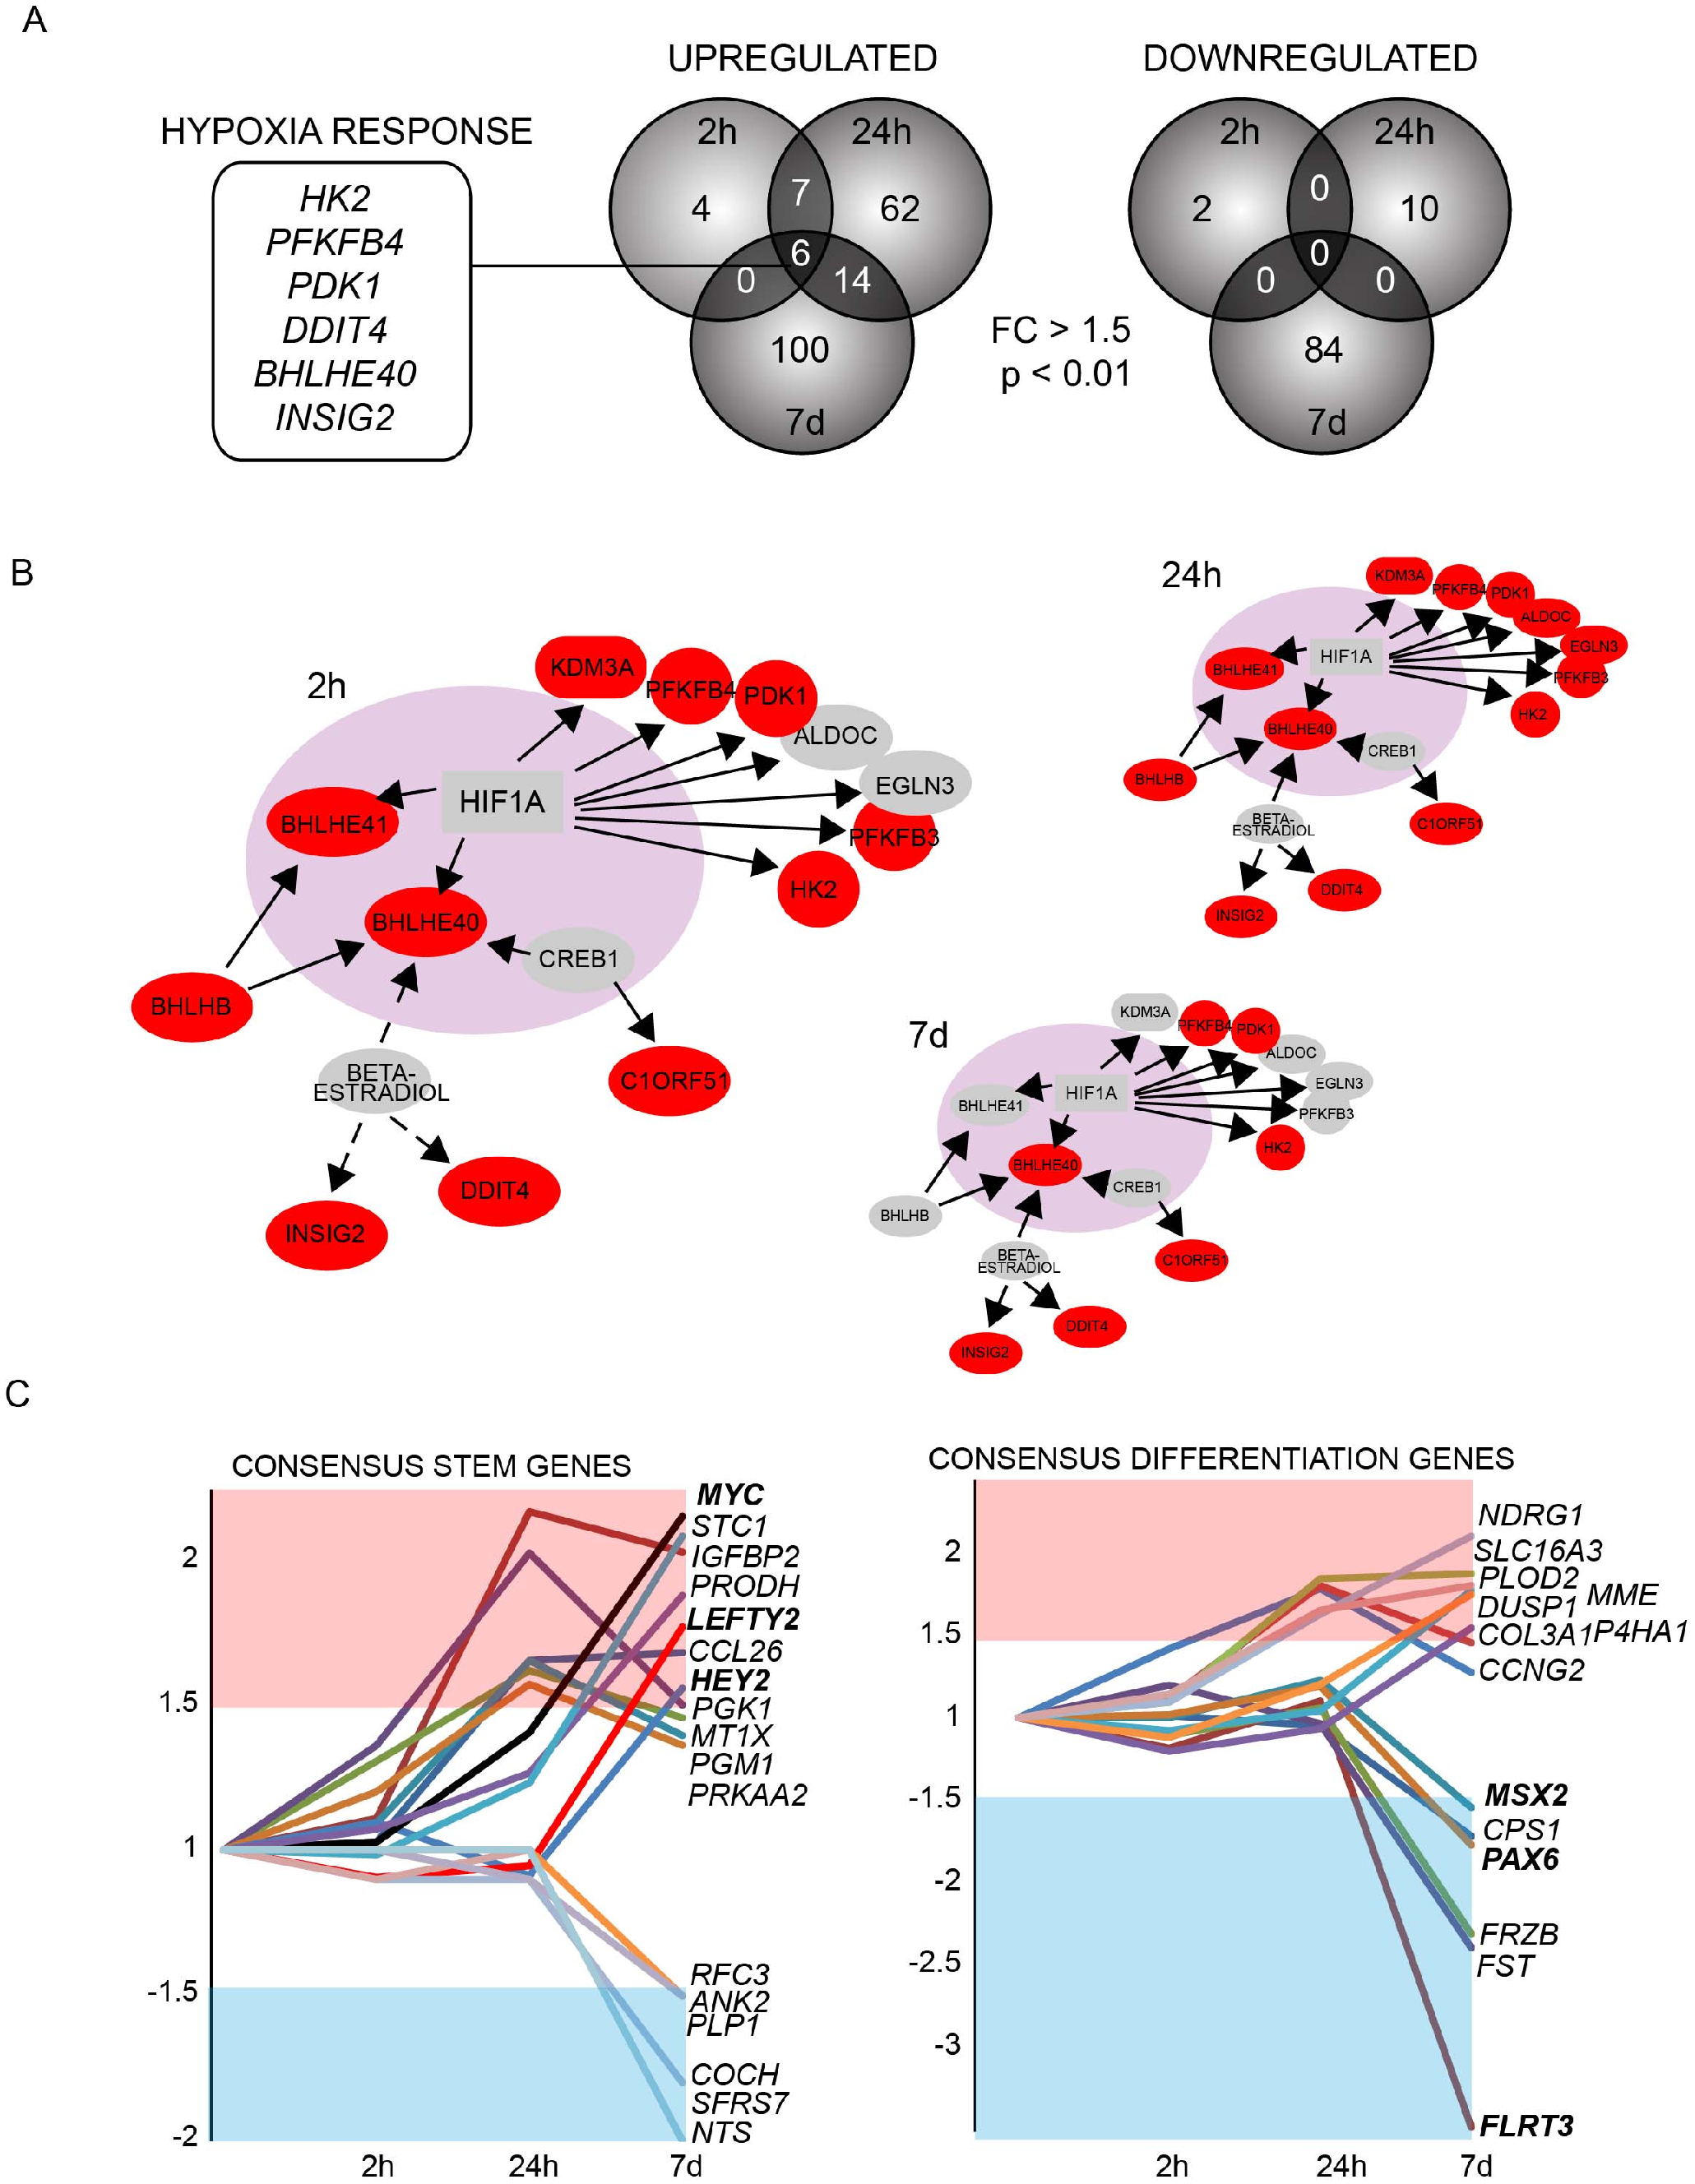 A
UPREGULATED
DOWNREGULATED
HYPOXIA RESPONSE
HK2
PFKFB4
PDK1
DDIT4
BHLHE40
INSIG2
2h
24h
4
7
62
6
0
14
100
7d
FC > 1.5
p < 0.01
2h
24h
2
0
10
0
0
0
84
7d
B
2h
KDM3A
PFKFB4
PDK1
ALDOC
EGLN3
PFKFB3
HK2
HIF1A
BHLHE41
BHLHE40
CREB1
BHLHB
BETA-
ESTRADIOL
C1ORF51
DDIT4
INSIG2
24h
KDM3A
PFKFB4
PDK1
ALDOC
EGLN3
PFKFB3
HK2
HIF1A
BHLHE41
BHLHE40
CREB1
BHLHB
BETA-
ESTRADIOL
C1ORF51
DDIT4
INSIG2
7d
KDM3A
PFKFB4
PDK1
ALDOC
EGLN3
PFKFB3
HK2
HIF1A
BHLHE41
BHLHE40
CREB1
BHLHB
BETA-
ESTRADIOL
C1ORF51
DDIT4
INSIG2
C
CONSENSUS STEM GENES
2
1.5
1
-1.5
-2
MYC
STC1
IGFBP2
PRODH
LEFTY2
CCL26
HEY2
PGK1
MT1X
PGM1
PRKAA2
RFC3
ANK2
PLP1
COCH
SFRS7
NTS
2h
24h
7d
CONSENSUS DIFFERENTIATION GENES
2
1.5
1
-1.5
-2
-2.5
-3
NDRG1
SLC16A3
PLOD2
MME
DUSP1
COL3A1
P4HA1
CCNG2
MSX2
CPS1
PAX6
FRZB
FST
FLRT3
2h
24h
7d